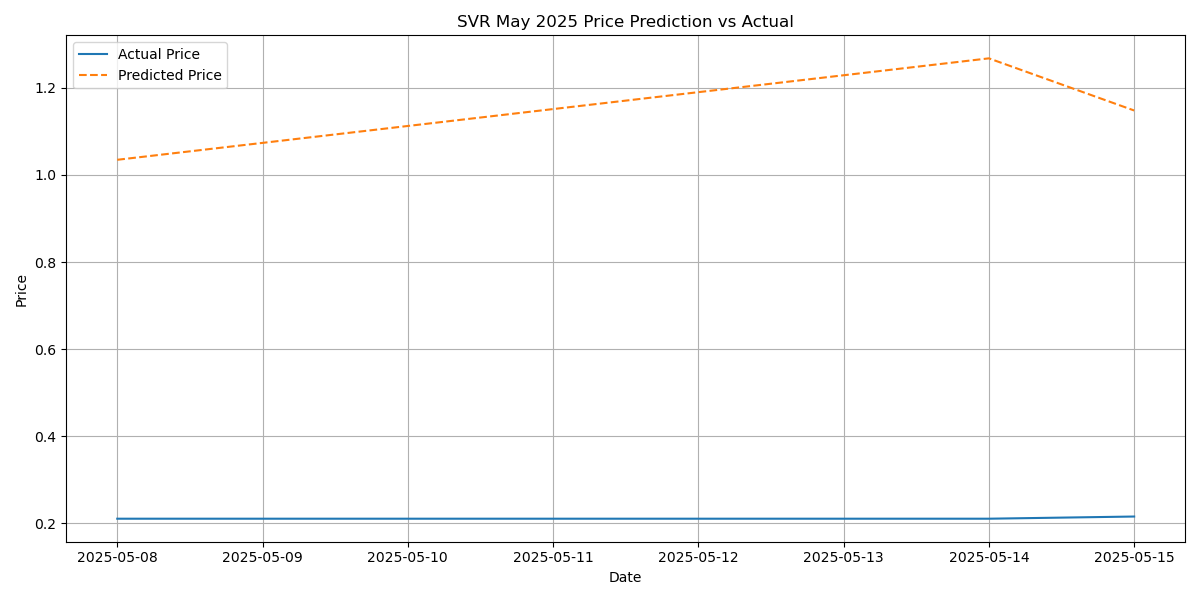 SVR May 2025 Price Prediction vs Actual
Actual Price
Predicted Price
Price
1.2
1.0
0.8
0.6
0.4
0.2
2025-05-08 2025-05-09 2025-05-10 2025-05-11 2025-05-12 2025-05-13 2025-05-14 2025-05-15
Date